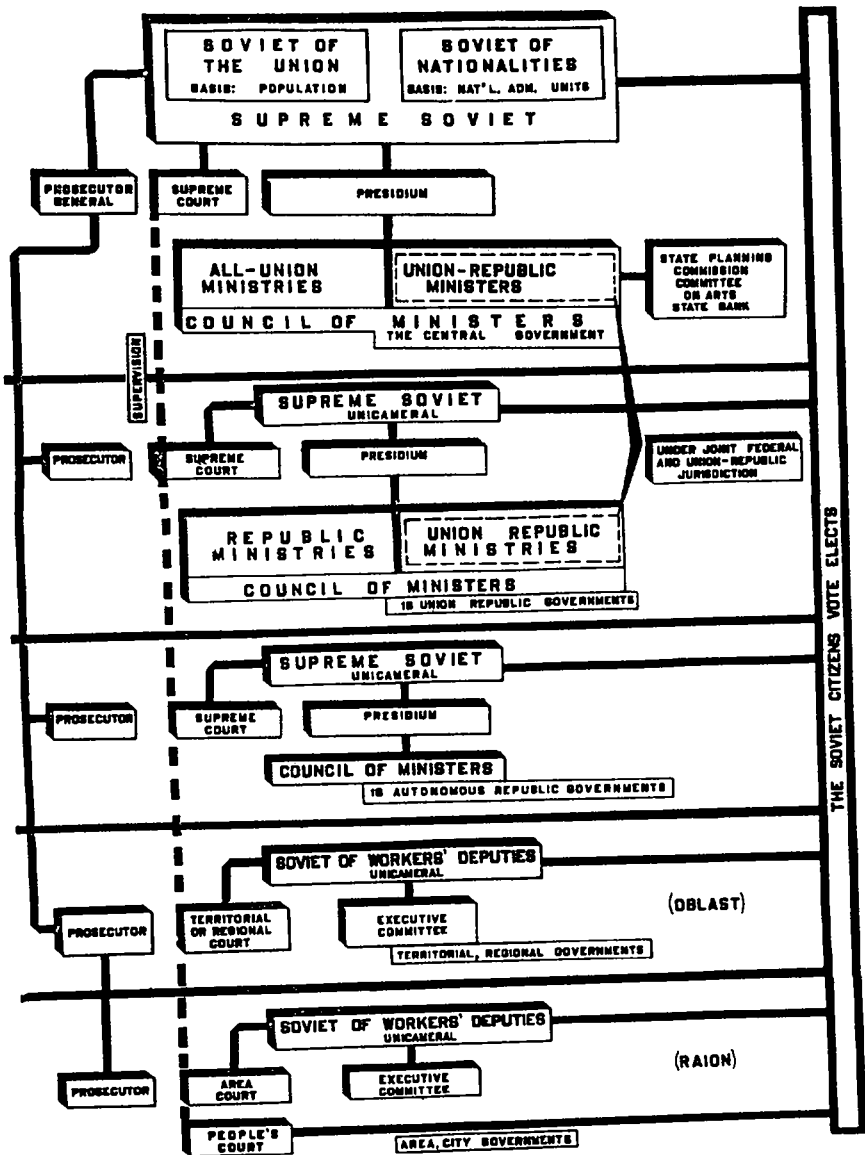 SOVIET OF
THE UNION
BASIS: POPULATION
SOVIET OF
NATIONALITIES
BASIS: NAT'L. ADM. UNITS
SUPREME SOVIET
PROSECUTOR
GENERAL
SUPREME
COURT
PRESIDIUM
ALL-UNION
MINISTRIES
UNION-REPUBLIC
MINISTERS
COUNCIL OF MINISTERS
THE CENTRAL GOVERNMENT
STATE PLANNING
COMMISSION
COMMITTEE
ON ARTS
STATE BANK
SUPERVISION
SUPREME SOVIET
UNICAMERAL
PROSECUTOR
SUPREME
COURT
PRESIDIUM
UNDER JOINT FEDERAL
AND UNION-REPUBLIC
JURISDICTION
REPUBLIC
MINISTRIES
UNION REPUBLIC
MINISTRIES
COUNCIL OF MINISTERS
15 UNION REPUBLIC GOVERNMENTS
THE SOVIET CITIZENS VOTE ELECTS
SUPREME SOVIET
UNICAMERAL
PROSECUTOR
SUPREME
COURT
PRESIDIUM
COUNCIL OF MINISTERS
15 AUTONOMOUS REPUBLIC GOVERNMENTS
SOVIET OF WORKERS' DEPUTIES
UNICAMERAL
PROSECUTOR
TERRITORIAL
OR REGIONAL
COURT
EXECUTIVE
COMMITTEE
(OBLAST)
TERRITORIAL, REGIONAL GOVERNMENTS
SOVIET OF WORKERS' DEPUTIES
UNICAMERAL
PROSECUTOR
AREA
COURT
EXECUTIVE
COMMITTEE
(RAION)
PEOPLE'S
COURT
AREA, CITY GOVERNMENTS